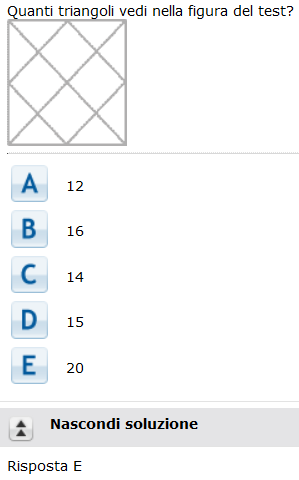 Quanti triangoli vedi nella figura del test?
A 12
B 16
C 14
D 15
E 20
Nascondi soluzione
Risposta E